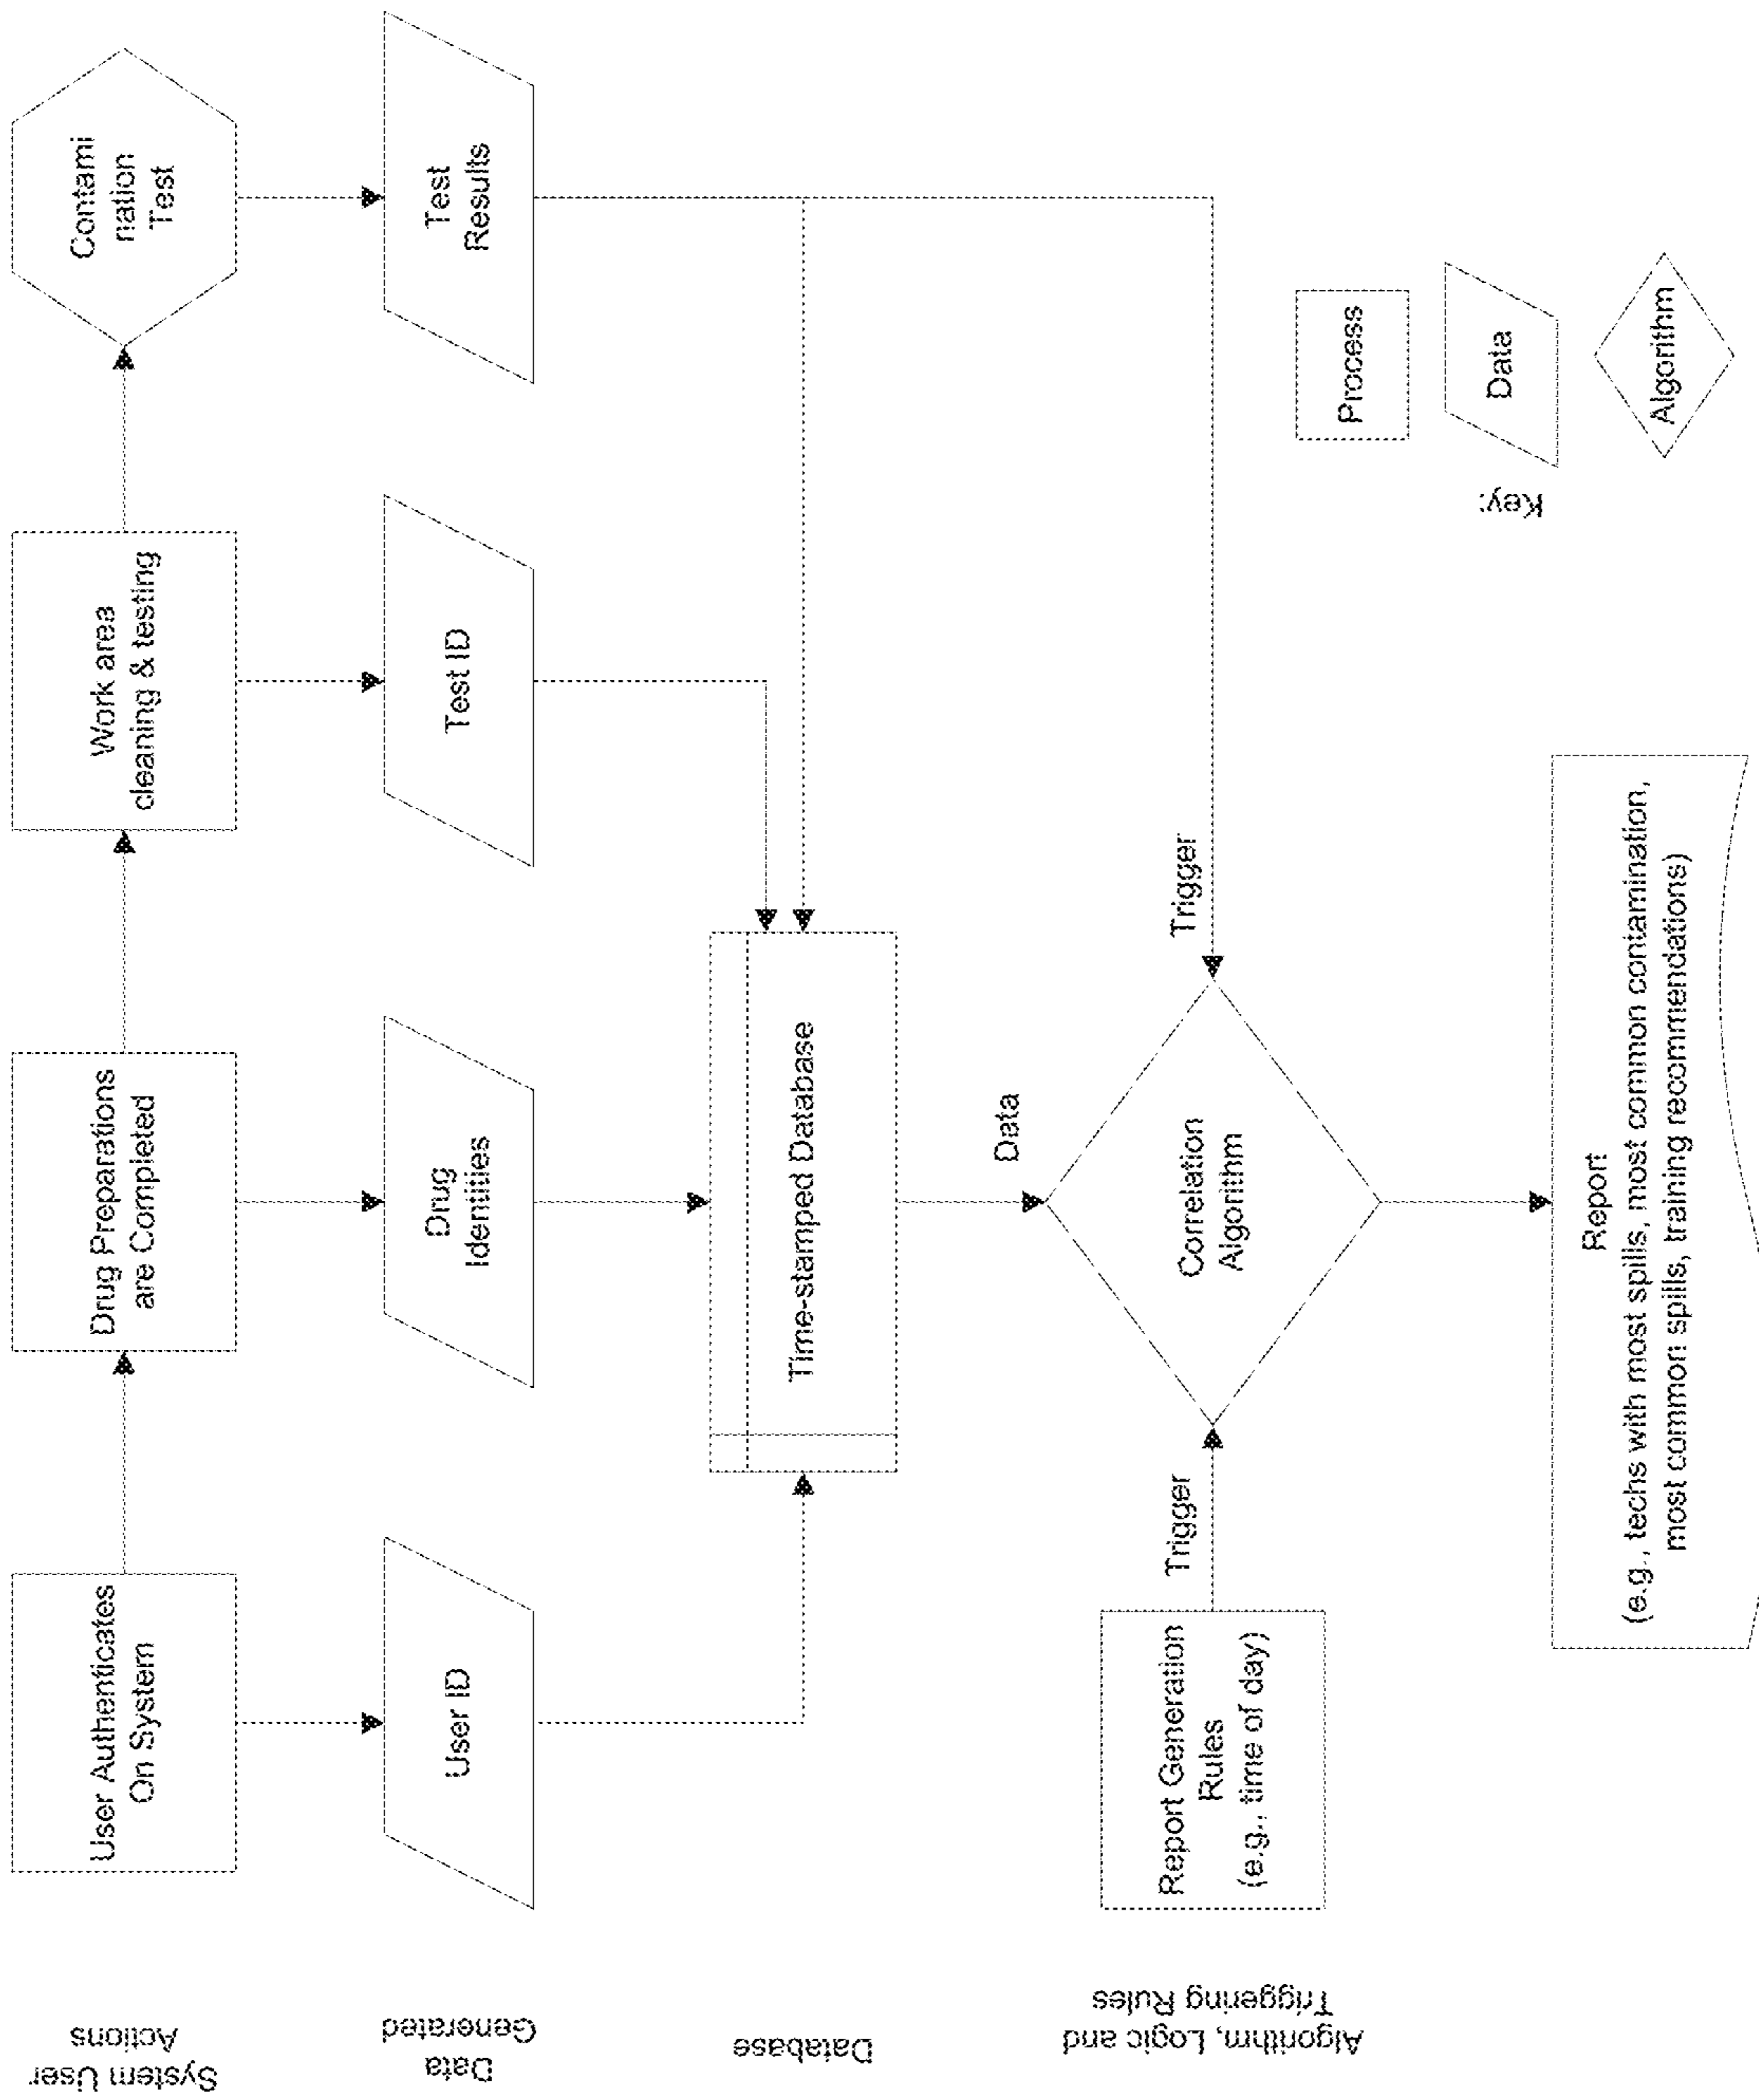 System User
Actions
User Authenticates
On System
Drug Preparations
are Completed
Work area
cleaning & testing
Contami
nation
Test
Data
Generated
User ID
Drug
Identities
Test ID
Test
Results
Database
Time-stamped Database
Algorithm, Logic and
Triggering Rules
Report Generation
Rules
(e.g., time of day)
Trigger
Data
Correlation
Algorithm
Trigger
Report
(e.g., techs with most spills, most common contamination,
most common spills, training recommendations)
Key:
Process
Data
Algorithm